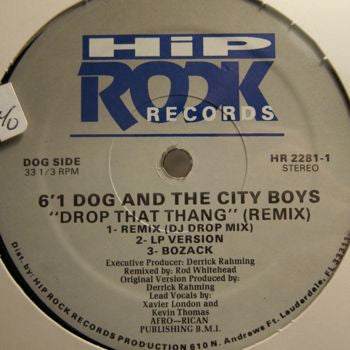 HiP
ROCK
RECORDS
DOG SIDE
33 1/3 RPM
HR 2281-1
STEREO
6'1 DOG AND THE CITY BOYS
"DROP THAT THANG" (REMIX)
1- REMIX (DJ DROP MIX)
2- LP VERSION
3- BOZACK
Executive Producer: Derrick Rahming
Remixed by: Rod Whitehead
Original Version Produced by:
Derrick Rahming
Lead Vocals by:
Xavier London and
Kevin Thomas
AFRO-RICAN
PUBLISHING B.M.I.
Dist. by: HIP ROCK RECORDS PRODUCTION 610 N. Andrews Ft. Lauderdale, FL 33311